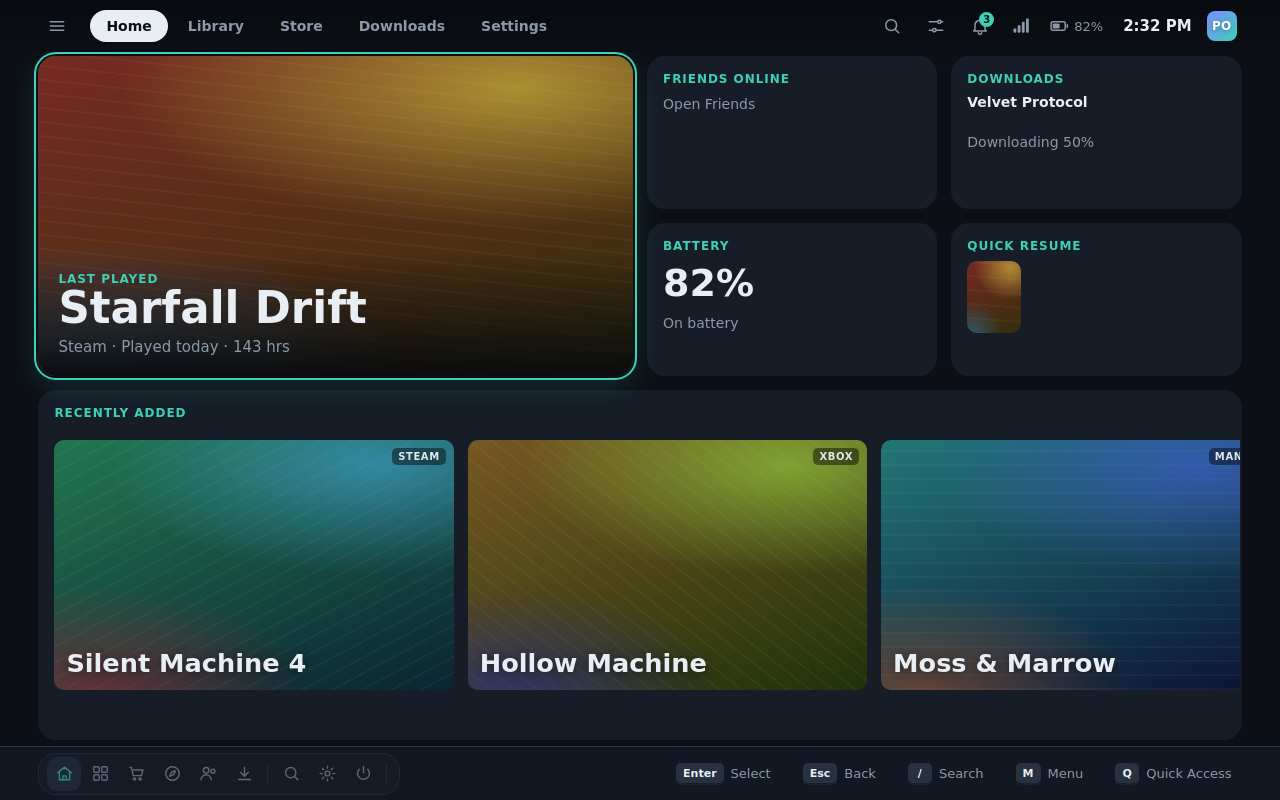 Home
Library
Store
Downloads
Settings
3
82%
2:32 PM
PO
LAST PLAYED
Starfall Drift
Steam · Played today · 143 hrs
FRIENDS ONLINE
Open Friends
DOWNLOADS
Velvet Protocol
Downloading 50%
BATTERY
82%
On battery
QUICK RESUME
RECENTLY ADDED
STEAM
Silent Machine 4
XBOX
Hollow Machine
MAN
Moss & Marrow
Enter Select
Esc Back
/ Search
M Menu
Q Quick Access